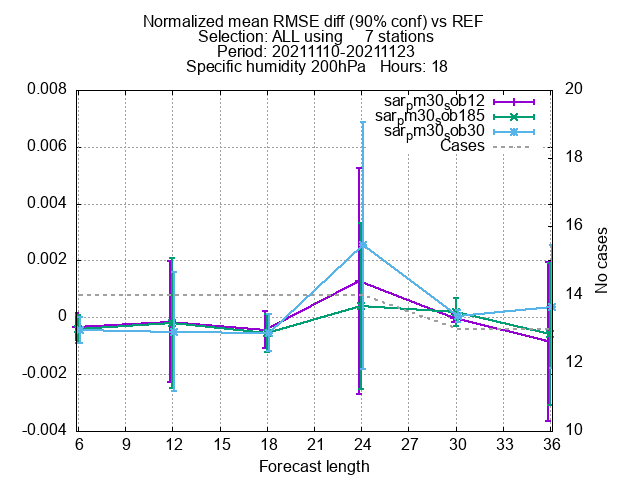 Normalized mean RMSE diff (90% conf) vs REF
Selection: ALL using     7 stations
Period: 20211110-20211123
Specific humidity 200hPa   Hours: 18
0.008
0.006
0.004
0.002
0
-0.002
-0.004
20
18
16
14
12
10
No cases
sarpm30sob12
sarpm30sob185
sarpm30sob30
Cases
6 9 12 15 18 21 24 27 30 33 36
Forecast length